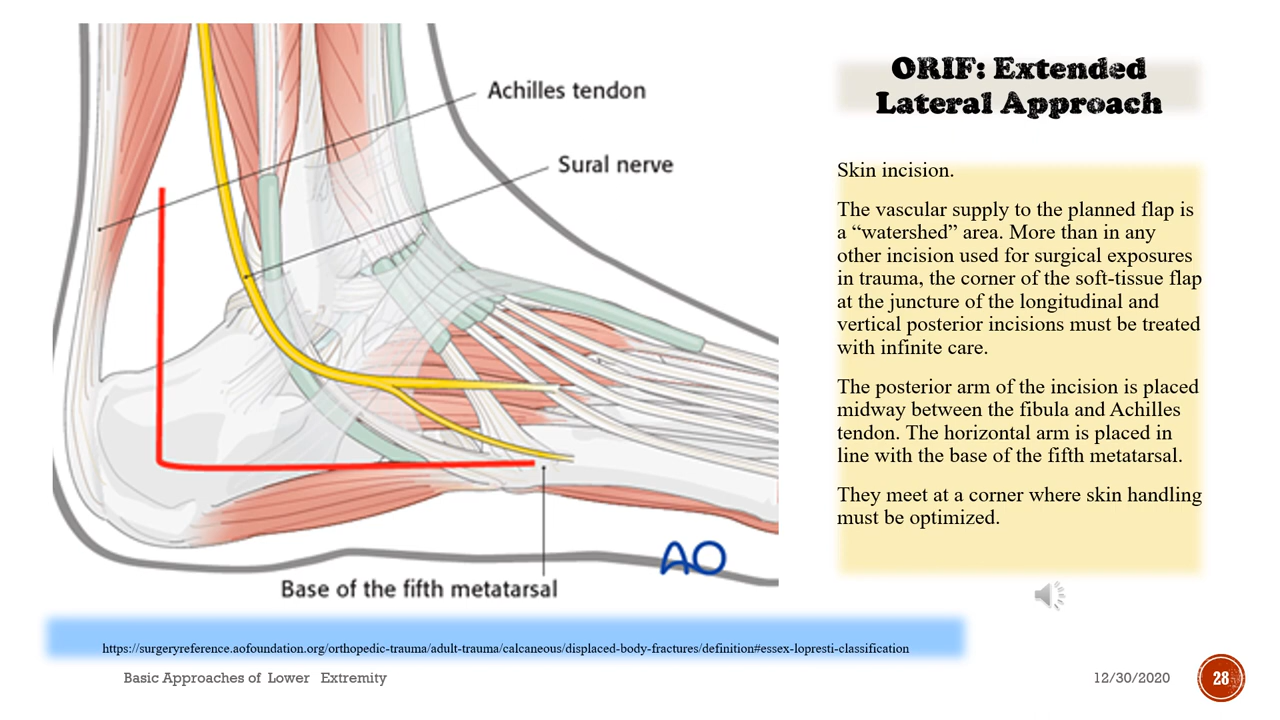 Achilles tendon
Sural nerve
Base of the fifth metatarsal
AO
ORIF: Extended
Lateral Approach
Skin incision.
The vascular supply to the planned flap is
a “watershed” area. More than in any
other incision used for surgical exposures
in trauma, the corner of the soft-tissue flap
at the juncture of the longitudinal and
vertical posterior incisions must be treated
with infinite care.
The posterior arm of the incision is placed
midway between the fibula and Achilles
tendon. The horizontal arm is placed in
line with the base of the fifth metatarsal.
They meet at a corner where skin handling
must be optimized.
https://surgeryreference.aofoundation.org/orthopedic-trauma/adult-trauma/calcaneous/displaced-body-fractures/definition#essex-lopresti-classification
Basic Approaches of Lower Extremity
12/30/2020
28